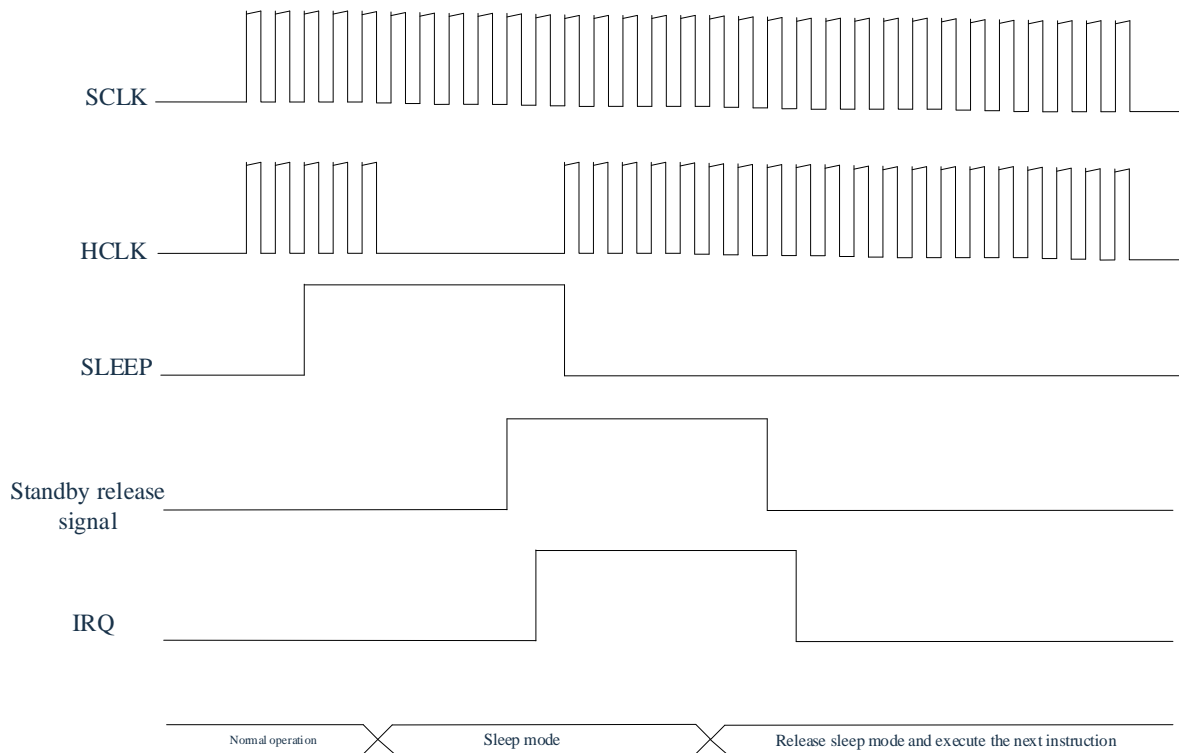 SCLK
HCLK
SLEEP
Standby release
signal
IRQ
Normal operation
Sleep mode
Release sleep mode and execute the next instruction